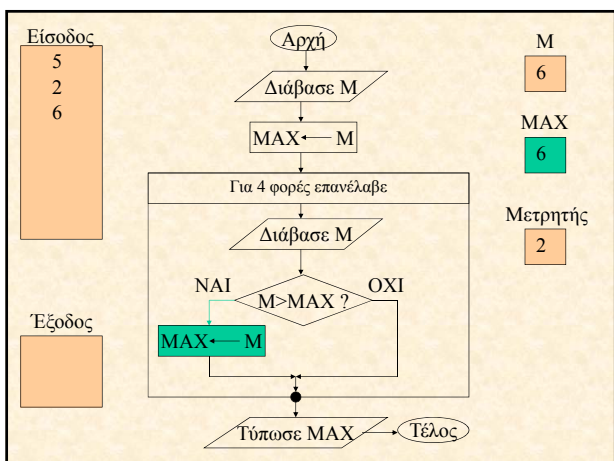 Είσοδος
5
2
6
Έξοδος
Αρχή
Διάβασε Μ
ΜΑΧ ← Μ
Για 4 φορές επανέλαβε
Διάβασε Μ
ΝΑΙ
ΟΧΙ
Μ>ΜΑΧ ?
ΜΑΧ ← Μ
Τύπωσε ΜΑΧ
Τέλος
Μ
6
ΜΑΧ
6
Μετρητής
2